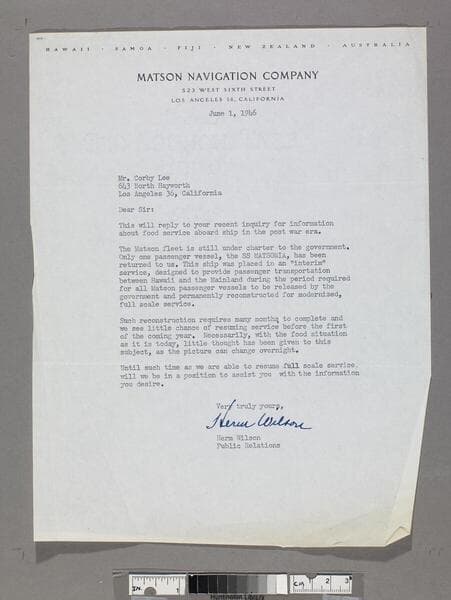 HAWAII · SAMOA · FIJI · NEW ZEALAND · AUSTRALIA
MATSON NAVIGATION COMPANY
523 WEST SIXTH STREET
LOS ANGELES 14, CALIFORNIA
June 1, 1946
Mr. Corby Lee
643 North Hayworth
Los Angeles 36, California
Dear Sir:
This will reply to your recent inquiry for information
about food service aboard ship in the post war era.
The Matson fleet is still under charter to the government.
Only one passenger vessel, the SS MATSONIA, has been
returned to us. This ship was placed in an "interim"
service, designed to provide passenger transportation
between Hawaii and the Mainland during the period required
for all Matson passenger vessels to be released by the
government and permanently reconstructed for modernized,
full scale service.
Such reconstruction requires many months to complete and
we see little chance of resuming service before the first
of the coming year. Necessarily, with the food situation
as it is today, little thought has been given to this
subject, as the picture can change overnight.
Until such time as we are able to resume full scale service,
will we be in a position to assist you with the information
you desire.
Very truly yours,
Herm Wilson
Herm Wilson
Public Relations
IN. 1
CM 1 2 3
Huntington Library